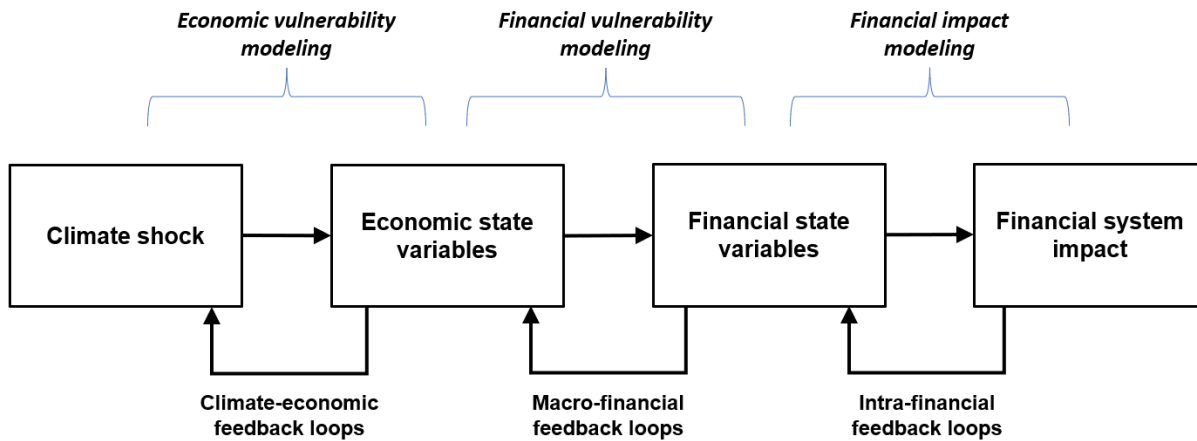 Economic vulnerability
modeling
Financial vulnerability
modeling
Financial impact
modeling
Climate shock
Economic state
variables
Financial state
variables
Financial system
impact
Climate-economic
feedback loops
Macro-financial
feedback loops
Intra-financial
feedback loops